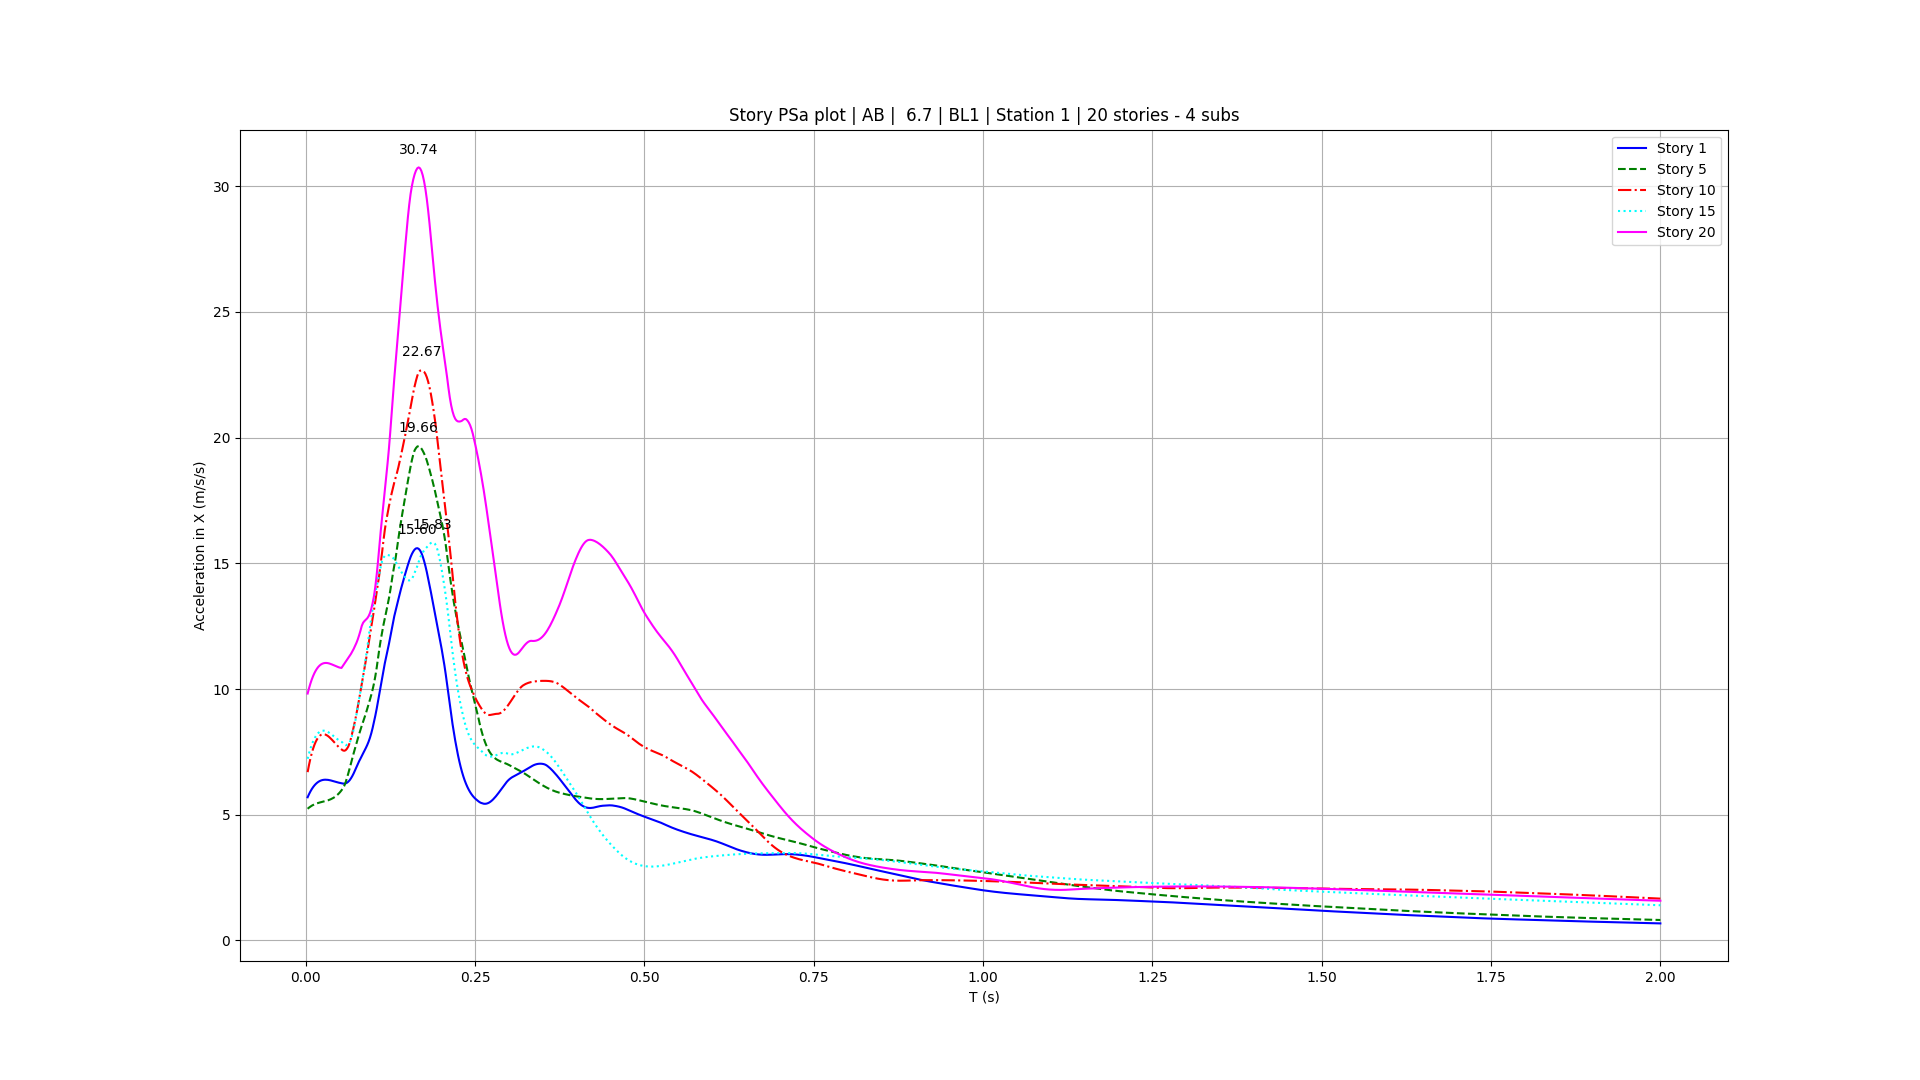 Story PSa plot | AB |  6.7 | BL1 | Station 1 | 20 stories - 4 subs
30.74
22.67
19.66
15.83
15.60
Story 1
Story 5
Story 10
Story 15
Story 20
Acceleration in X (m/s/s)
30
25
20
15
10
5
0
0.00 0.25 0.50 0.75 1.00 1.25 1.50 1.75 2.00
T (s)